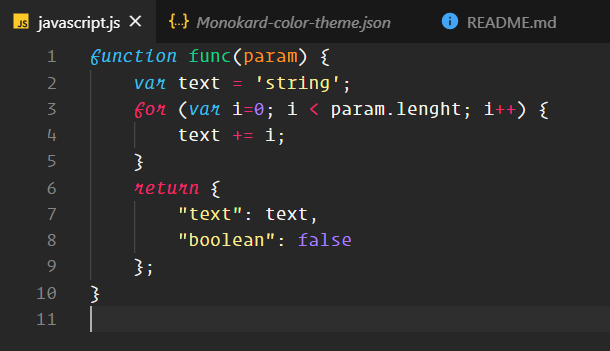 JS javascript.js × {..} Monokard-color-theme.json i README.md
1 function func(param) {
2     var text = 'string';
3     for (var i=0; i < param.lenght; i++) {
4         text += i;
5     }
6     return {
7         "text": text,
8         "boolean": false
9     };
10 }
11